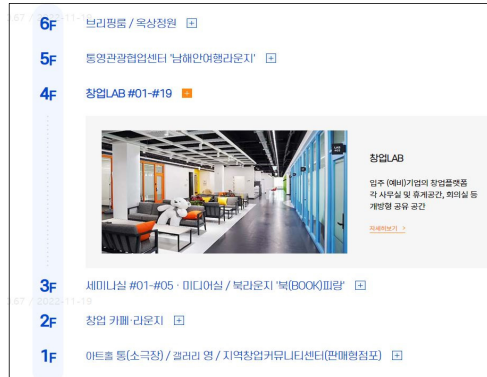 6F 브리핑룸 / 옥상정원
5F 통영관광협업센터 '남해안여행라운지'
4F 창업LAB #01-#19
창업LAB
입주 (예비)기업의 창업플랫폼
각 사무실 및 휴게공간, 회의실 등
개방형 공유 공간
자세히보기 >
3F 세미나실 #01-#05 · 미디어실 / 북라운지 '북(BOOK)피랑'
2F 창업 카페·라운지
1F 아트홀 통(소극장) / 갤러리 영 / 지역창업커뮤니티센터(판매형점포)